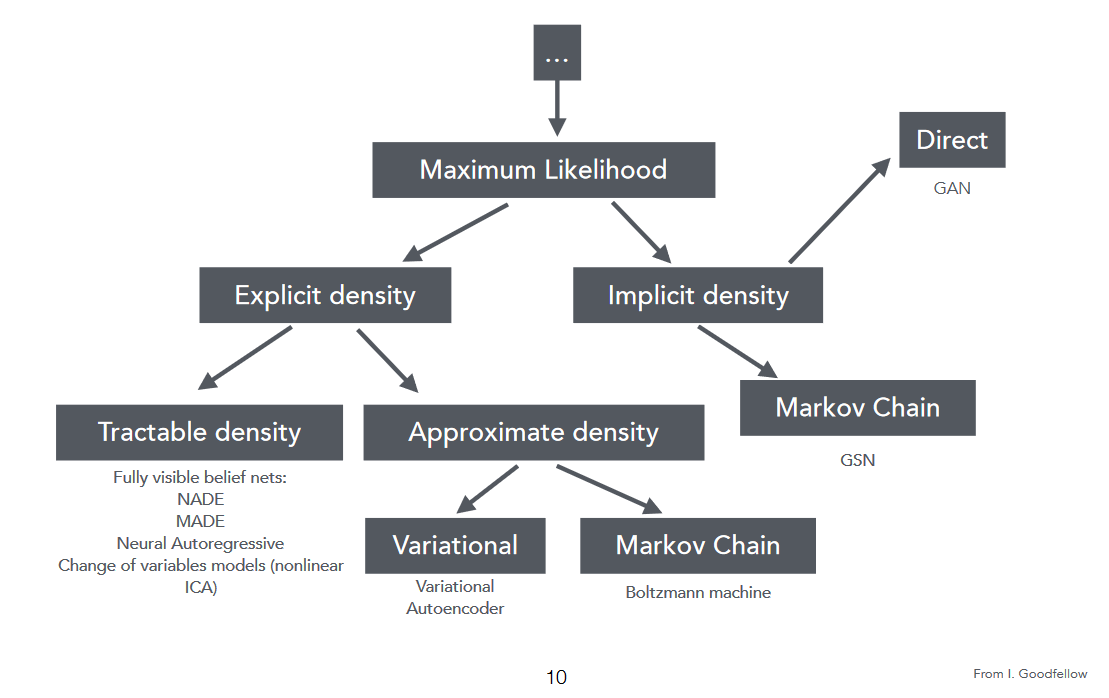 ...
Maximum Likelihood
Direct
GAN
Explicit density
Implicit density
Tractable density
Fully visible belief nets:
NADE
MADE
Neural Autoregressive
Change of variables models (nonlinear
ICA)
Approximate density
Markov Chain
GSN
Variational
Variational
Autoencoder
Markov Chain
Boltzmann machine
10
From I. Goodfellow